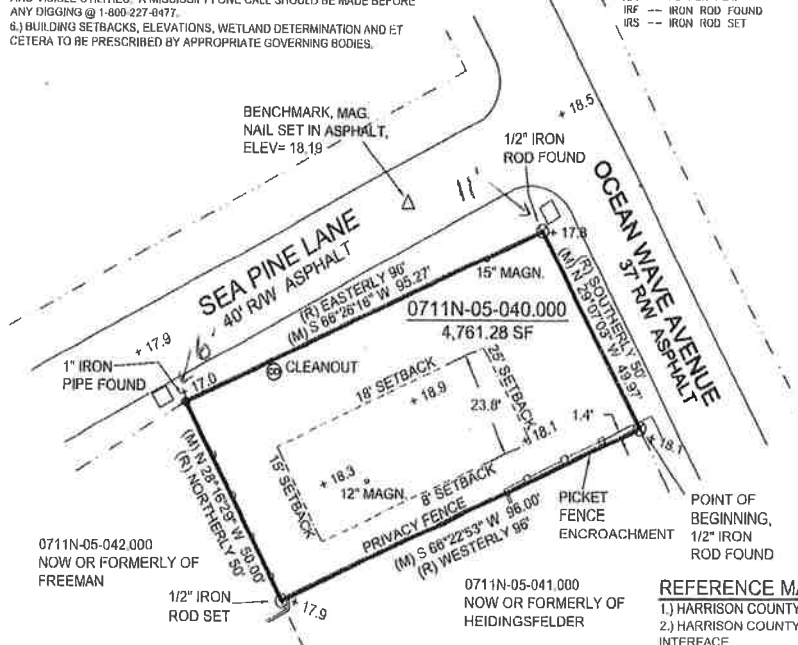 ANY DIGGING @ 1-800-227-6477.
6.) BUILDING SETBACKS, ELEVATIONS, WETLAND DETERMINATION AND ET
CETERA TO BE PRESCRIBED BY APPROPRIATE GOVERNING BODIES.
IRF -- IRON ROD FOUND
IRS -- IRON ROD SET
BENCHMARK, MAG.
NAIL SET IN ASPHALT,
ELEV= 18.19
+ 18.5
1/2" IRON
ROD FOUND
11'
+ 17.8
OCEAN WAVE AVENUE
37' R/W ASPHALT
SEA PINE LANE
40' R/W ASPHALT
(R) EASTERLY 96'
(M) S 66°26'18" W 95.27'
15" MAGN.
(R) SOUTHERLY 50'
(M) N 29°07'03" W 49.97'
0711N-05-040.000
4,761.28 SF
+ 17.9
6'
1" IRON
PIPE FOUND
17.0
CLEANOUT
18' SETBACK
25' SETBACK
+ 18.9
23.8'
+ 18.1
1.4'
+ 18.1
15' SETBACK
+ 18.3
12" MAGN.
8' SETBACK
(M) N 28°16'29" W 50.00'
(R) NORTHERLY 50'
PRIVACY FENCE
(M) S 66°22'53" W 96.00'
(R) WESTERLY 96'
PICKET
FENCE
ENCROACHMENT
POINT OF
BEGINNING,
1/2" IRON
ROD FOUND
0711N-05-042.000
NOW OR FORMERLY OF
FREEMAN
1/2" IRON
ROD SET
+ 17.9
0711N-05-041.000
NOW OR FORMERLY OF
HEIDINGSFELDER
REFERENCE MA
1.) HARRISON COUNTY
2.) HARRISON COUNTY
INTERFACE